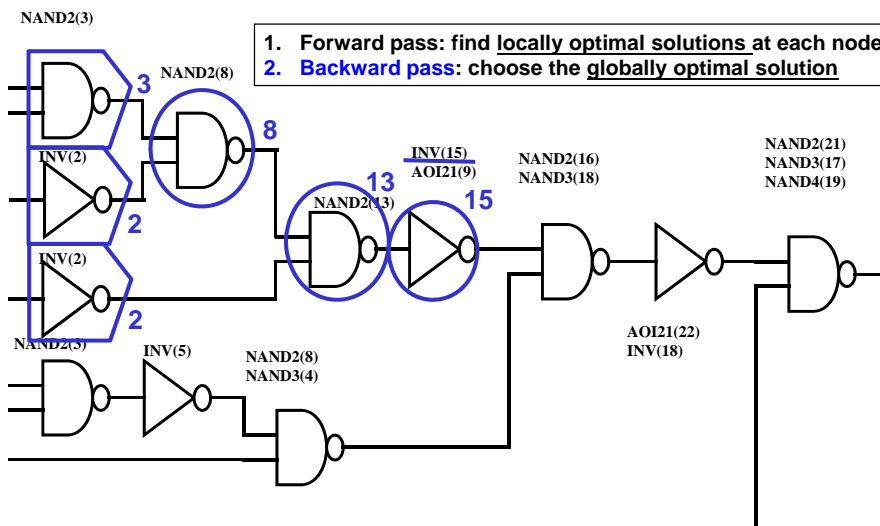 NAND2(3)
1. Forward pass: find locally optimal solutions at each node
2. Backward pass: choose the globally optimal solution
NAND2(8)
3
8
INV(2)
2
INV(15)
AOI21(9)
NAND2(16)
NAND3(18)
NAND2(21)
NAND3(17)
NAND4(19)
13
NAND2(13)
15
INV(2)
2
NAND2(3)
INV(5)
NAND2(8)
NAND3(4)
AOI21(22)
INV(18)